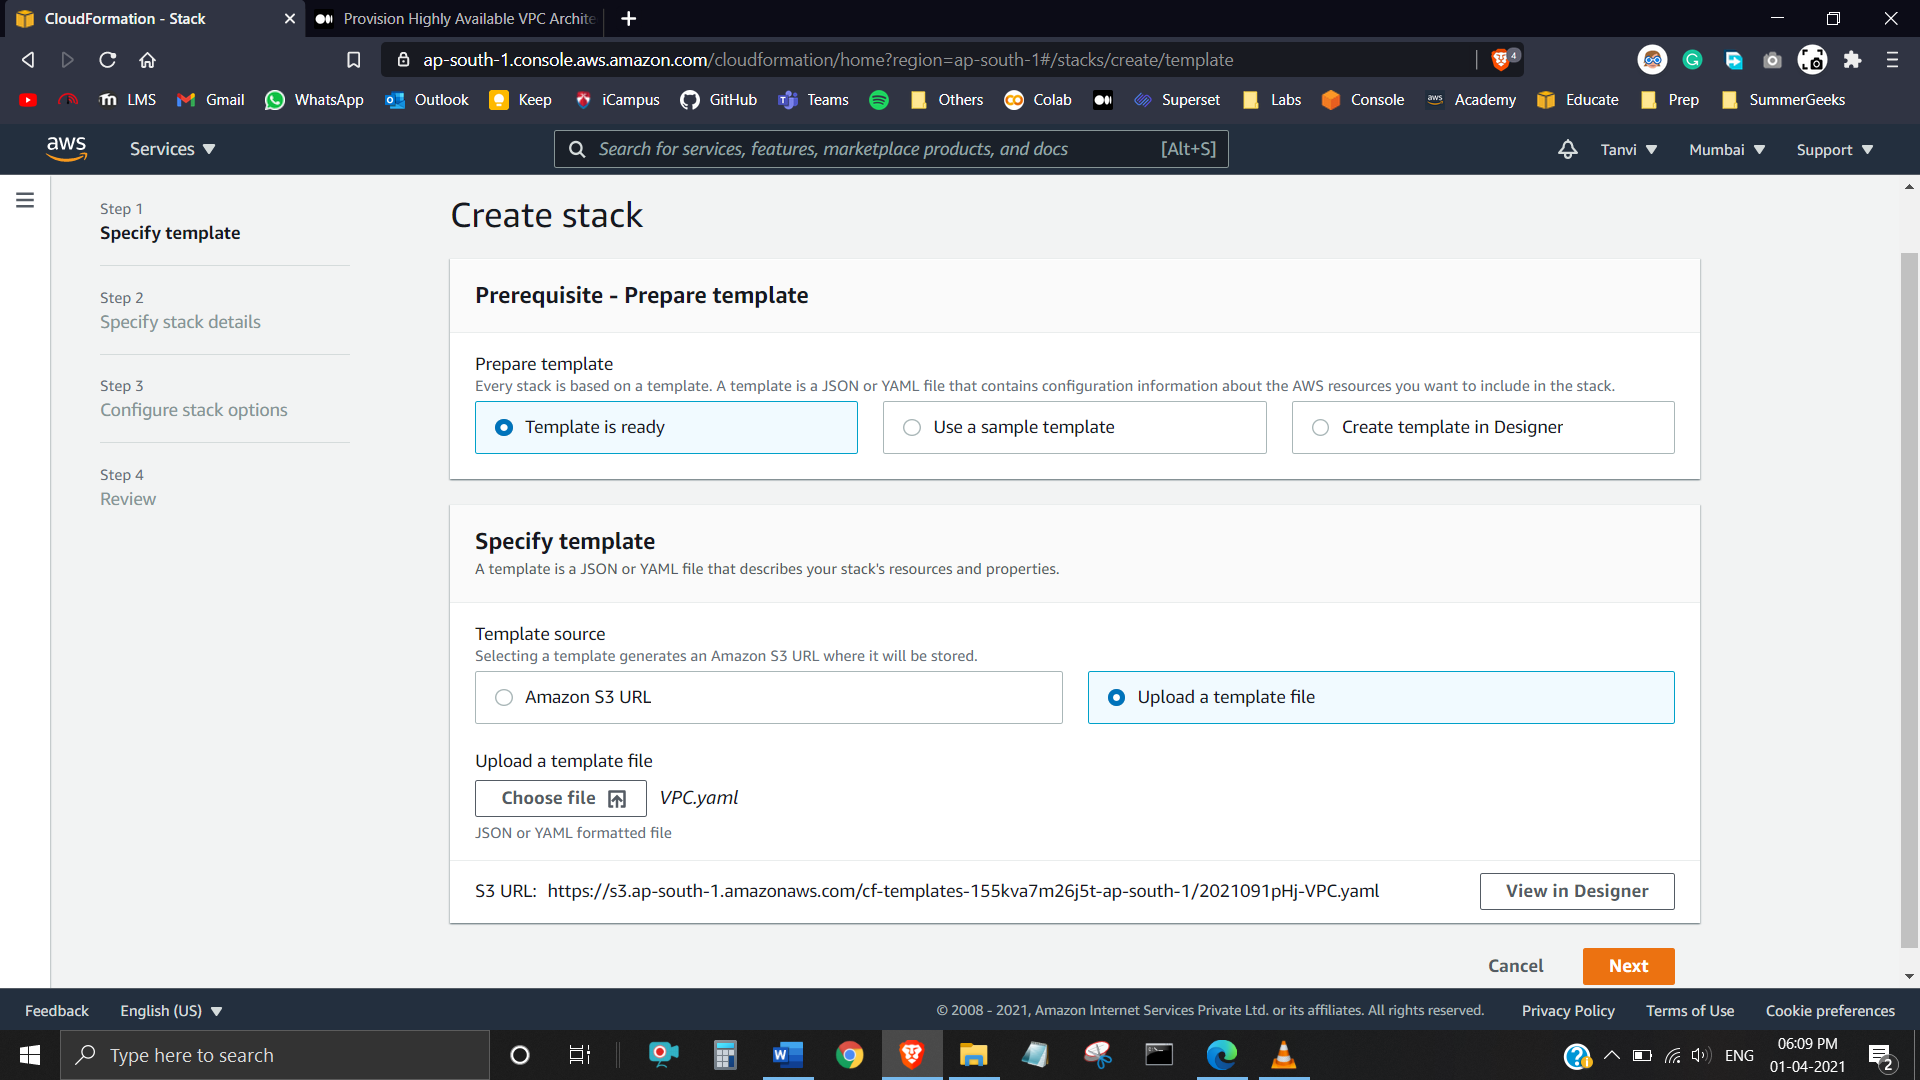 CloudFormation - Stack
Provision Highly Available VPC Archite
ap-south-1.console.aws.amazon.com/cloudformation/home?region=ap-south-1#/stacks/create/template
4
LMS
Gmail
WhatsApp
Outlook
Keep
iCampus
GitHub
Teams
Others
Colab
Superset
Labs
Console
aws
Academy
Educate
Prep
SummerGeeks
aws
Services
Search for services, features, marketplace products, and docs
[Alt+S]
Tanvi
Mumbai
Support
Step 1
Specify template
Step 2
Specify stack details
Step 3
Configure stack options
Step 4
Review
Create stack
Prerequisite - Prepare template
Prepare template
Every stack is based on a template. A template is a JSON or YAML file that contains configuration information about the AWS resources you want to include in the stack.
Template is ready
Use a sample template
Create template in Designer
Specify template
A template is a JSON or YAML file that describes your stack's resources and properties.
Template source
Selecting a template generates an Amazon S3 URL where it will be stored.
Amazon S3 URL
Upload a template file
Upload a template file
Choose file
VPC.yaml
JSON or YAML formatted file
S3 URL: https://s3.ap-south-1.amazonaws.com/cf-templates-155kva7m26j5t-ap-south-1/2021091pHj-VPC.yaml
View in Designer
Cancel
Next
Feedback
English (US)
© 2008 - 2021, Amazon Internet Services Private Ltd. or its affiliates. All rights reserved.
Privacy Policy
Terms of Use
Cookie preferences
Type here to search
ENG
06:09 PM
01-04-2021
2